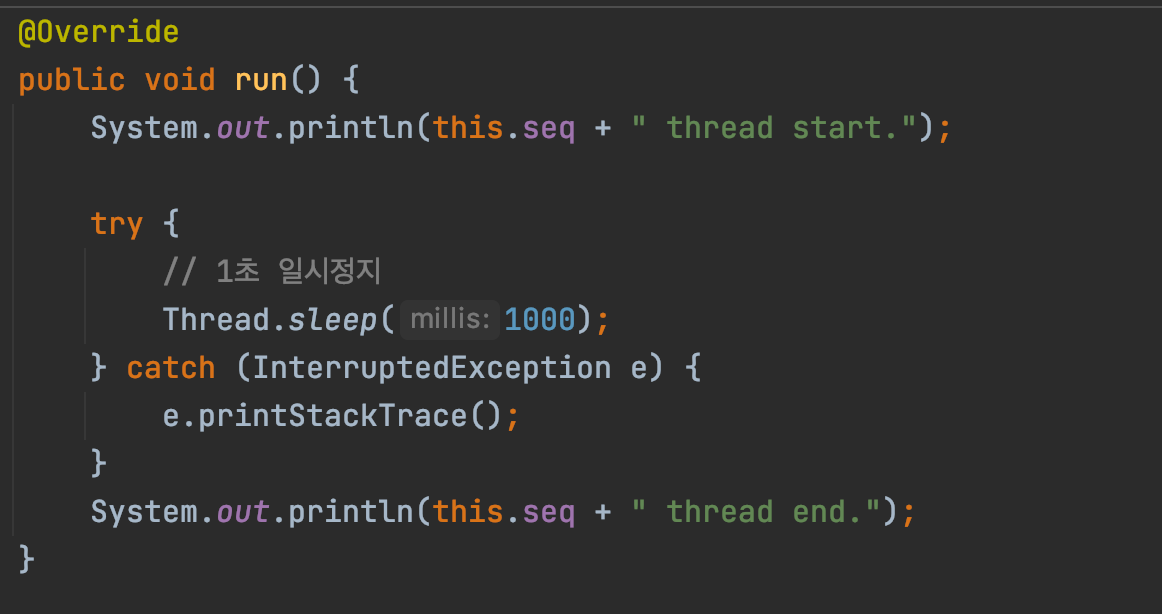 @Override
public void run() {
System.out.println(this.seq + " thread start.");
try {
// 1초 일시정지
Thread.sleep( millis: 1000);
} catch (InterruptedException e) {
e.printStackTrace();
}
System.out.println(this.seq + " thread end.");
}